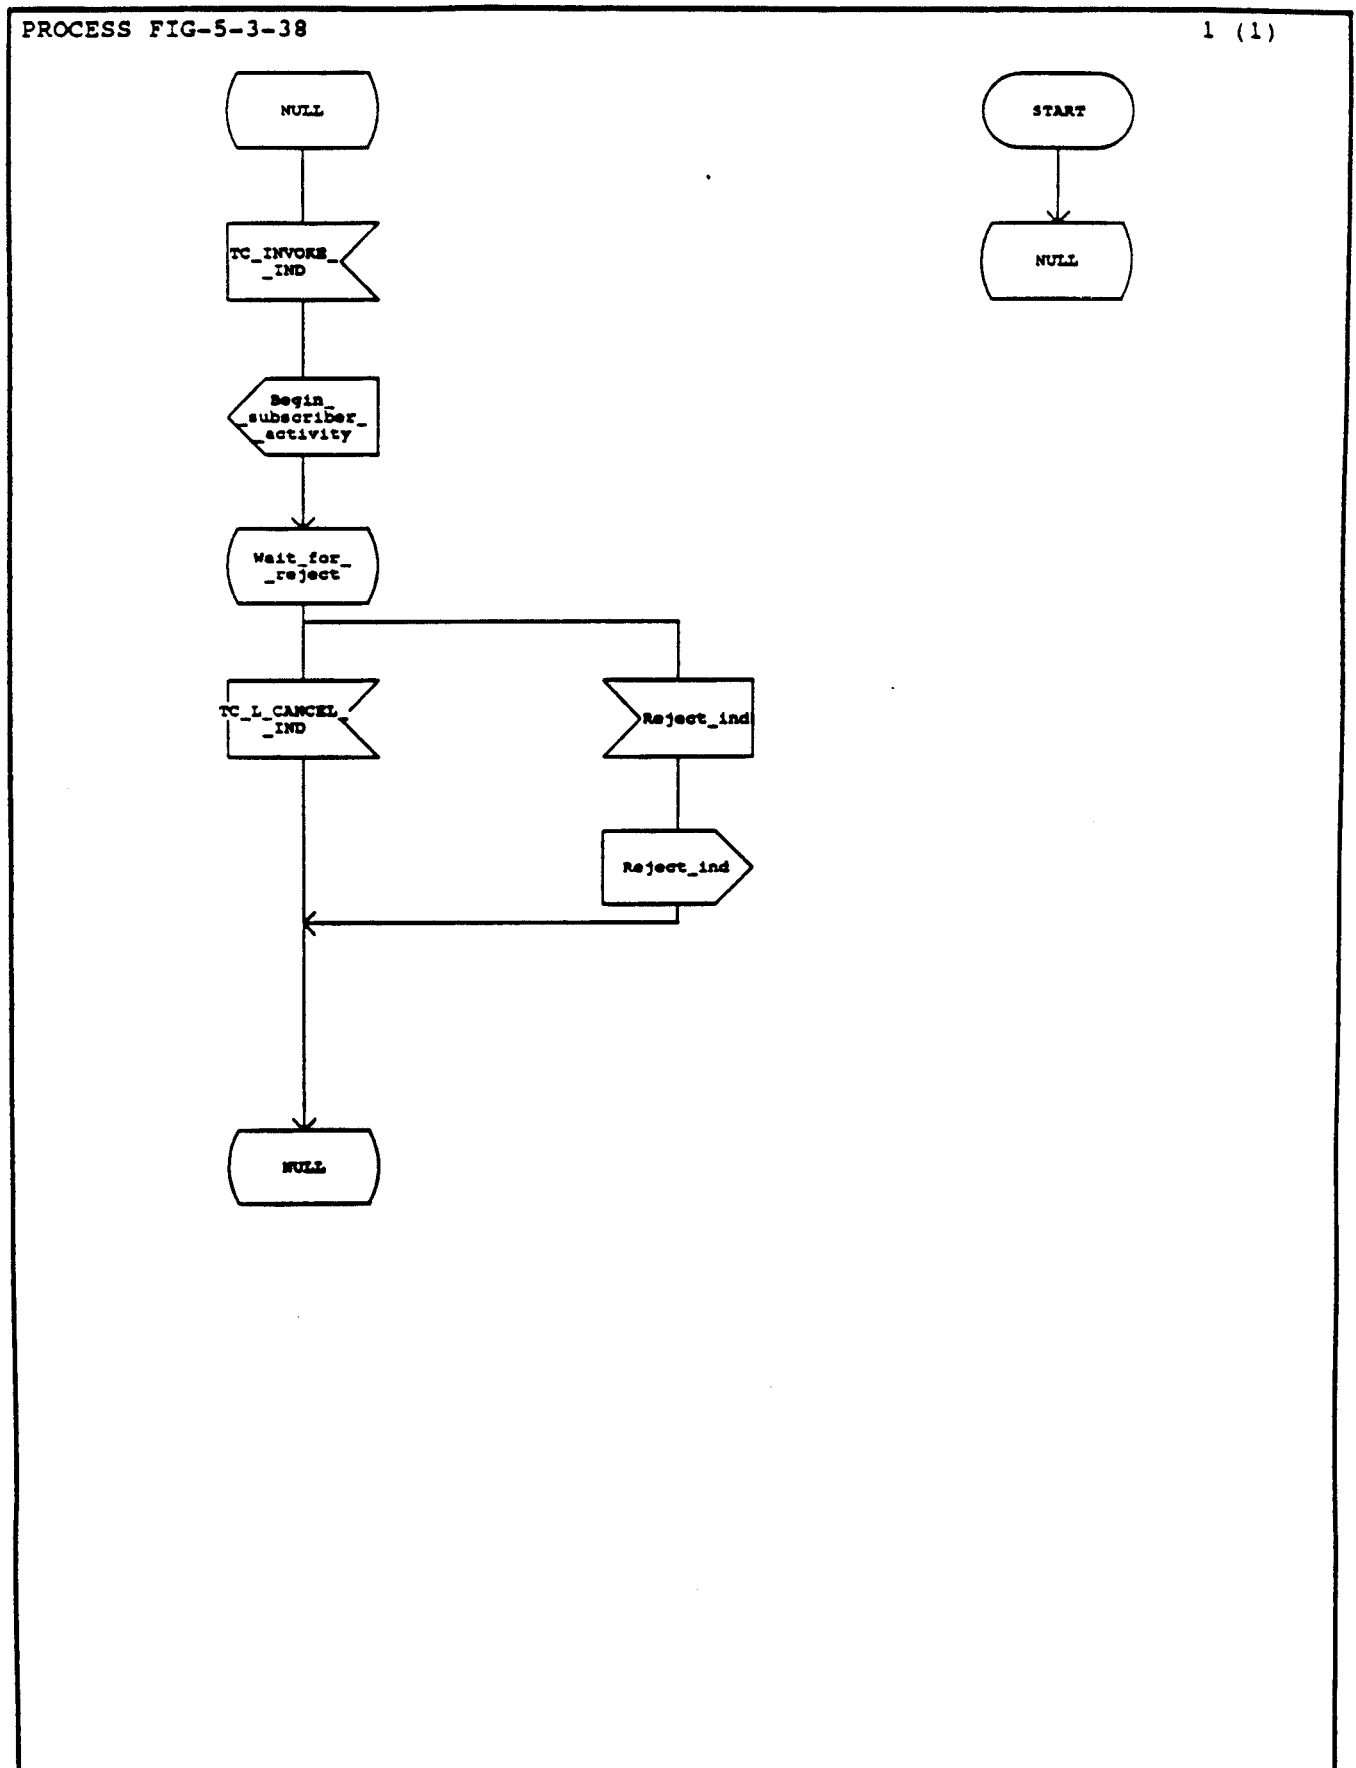 PROCESS FIG-5-3-38
1 (1)
NULL
START
TC_INVOKE_
_IND
NULL
Begin_
_subscriber_
_activity
Wait_for_
_reject
TC_L_CANCEL_
_IND
Reject_ind
Reject_ind
NULL